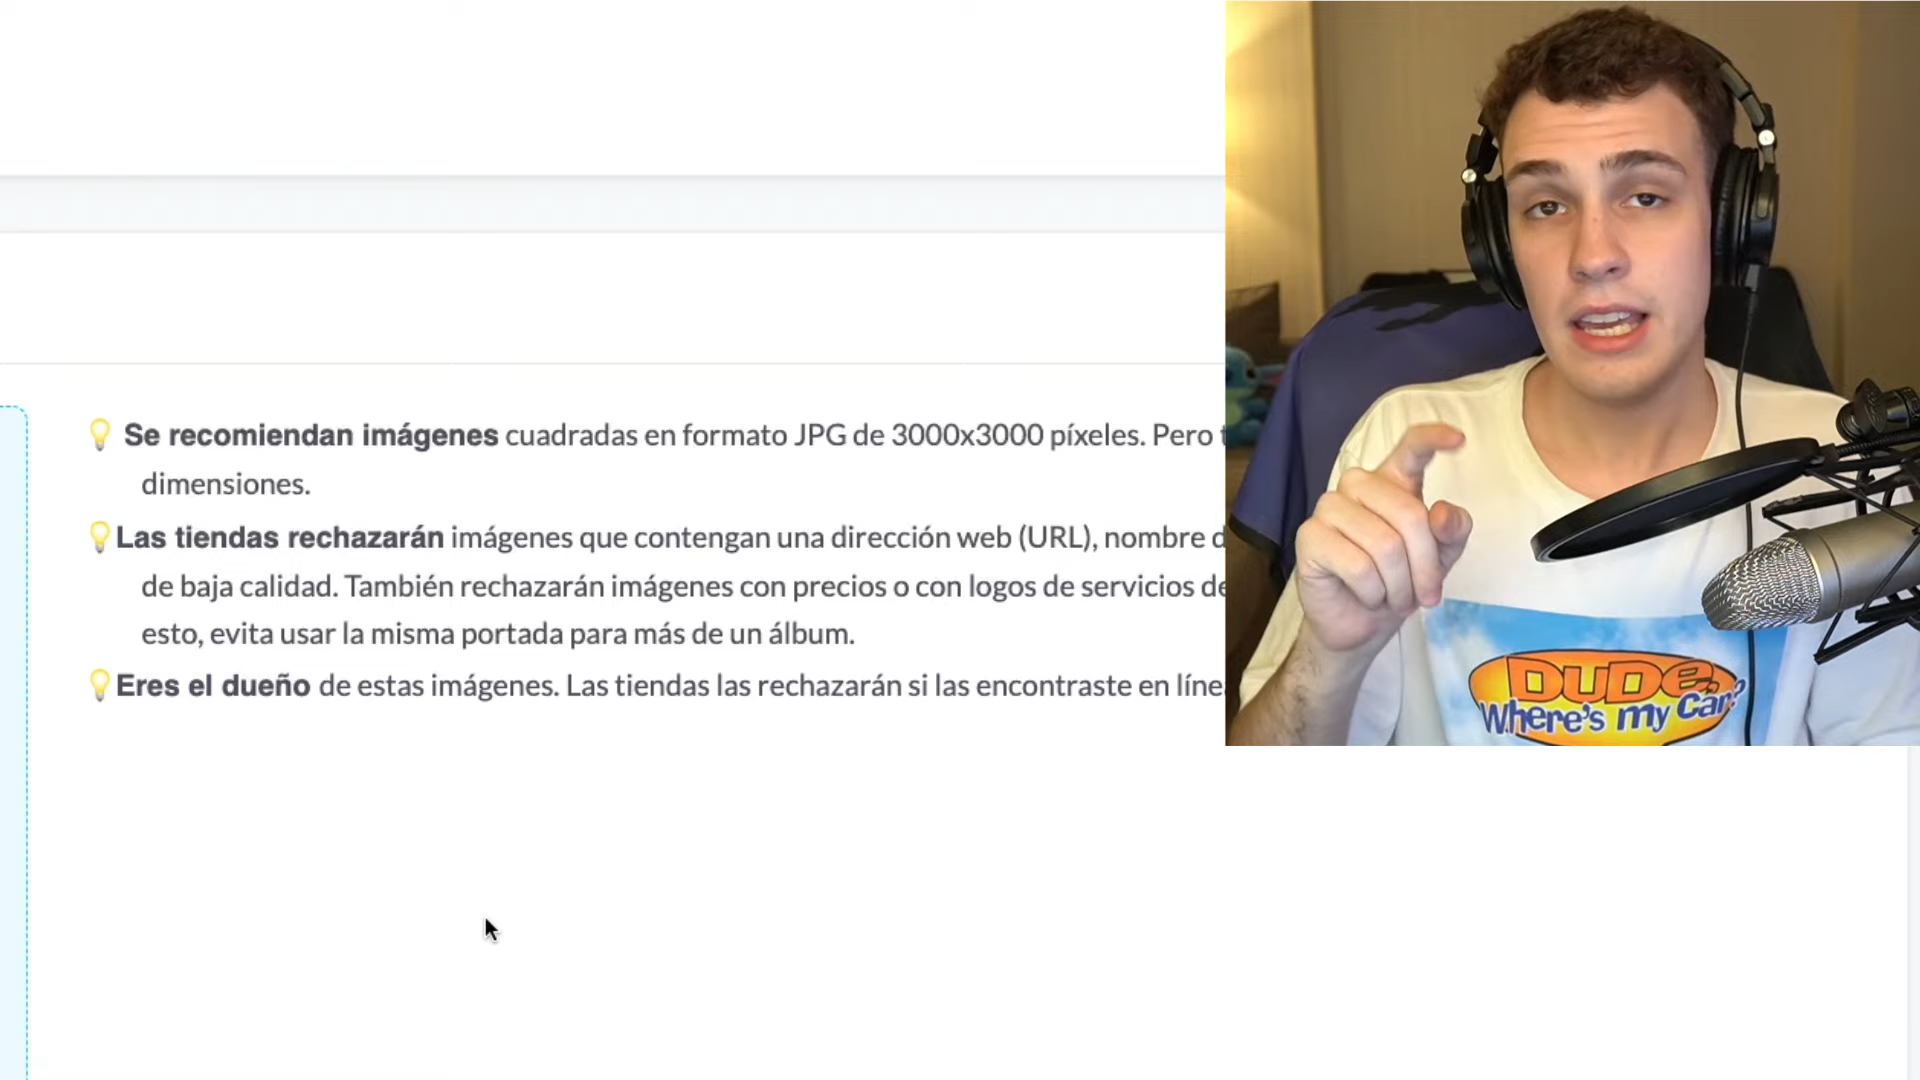 Se recomiendan imágenes cuadradas en formato JPG de 3000x3000 píxeles. Pero
dimensiones.
Las tiendas rechazarán imágenes que contengan una dirección web (URL), nombre
de baja calidad. También rechazarán imágenes con precios o con logos de servicios
esto, evita usar la misma portada para más de un álbum.
Eres el dueño de estas imágenes. Las tiendas las rechazarán si las encontraste en
DUDE,
Where's my Car?